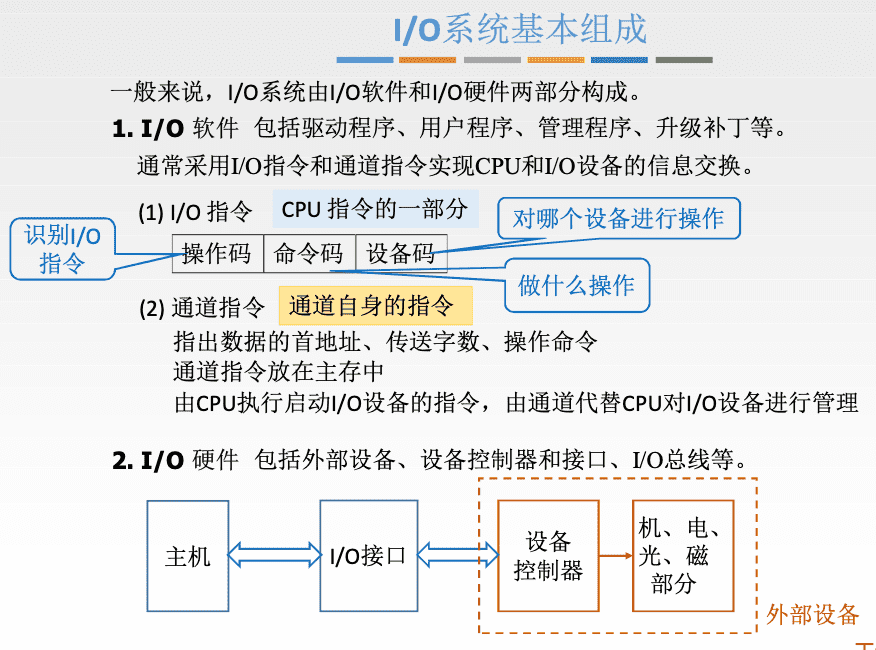 I/O系统基本组成
一般来说，I/O系统由I/O软件和I/O硬件两部分构成。
1. I/O 软件 包括驱动程序、用户程序、管理程序、升级补丁等。
通常采用I/O指令和通道指令实现CPU和I/O设备的信息交换。
(1) I/O 指令 CPU 指令的一部分
对哪个设备进行操作
识别I/O
指令
操作码 命令码 设备码
做什么操作
(2) 通道指令 通道自身的指令
指出数据的首地址、传送字数、操作命令
通道指令放在主存中
由CPU执行启动I/O设备的指令，由通道代替CPU对I/O设备进行管理
2. I/O 硬件 包括外部设备、设备控制器和接口、I/O总线等。
主机
I/O接口
设备
控制器
机、电、
光、磁
部分
外部设备